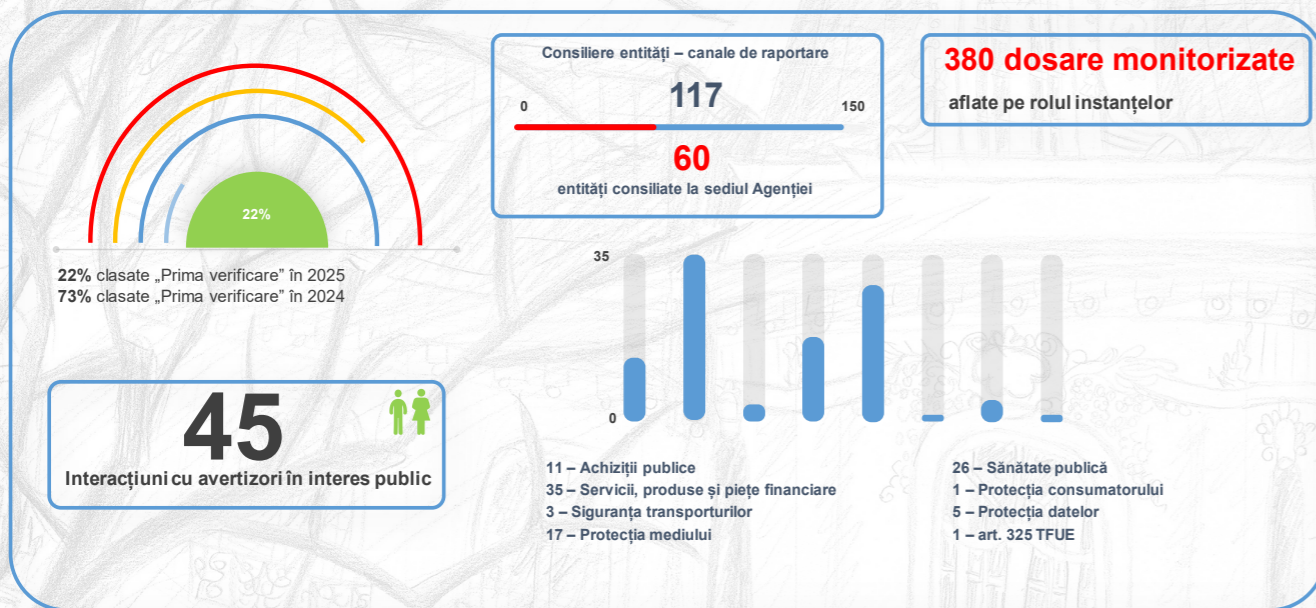 22%
22% clasate „Prima verificare” în 2025
73% clasate „Prima verificare” în 2024
45
Interacțiuni cu avertizori în interes public
Consiliere entități – canale de raportare
0
117
150
60
entități consiliate la sediul Agenției
380 dosare monitorizate
aflate pe rolul instanțelor
35
0
11 – Achiziții publice
35 – Servicii, produse și piețe financiare
3 – Siguranța transporturilor
17 – Protecția mediului
26 – Sănătate publică
1 – Protecția consumatorului
5 – Protecția datelor
1 – art. 325 TFUE